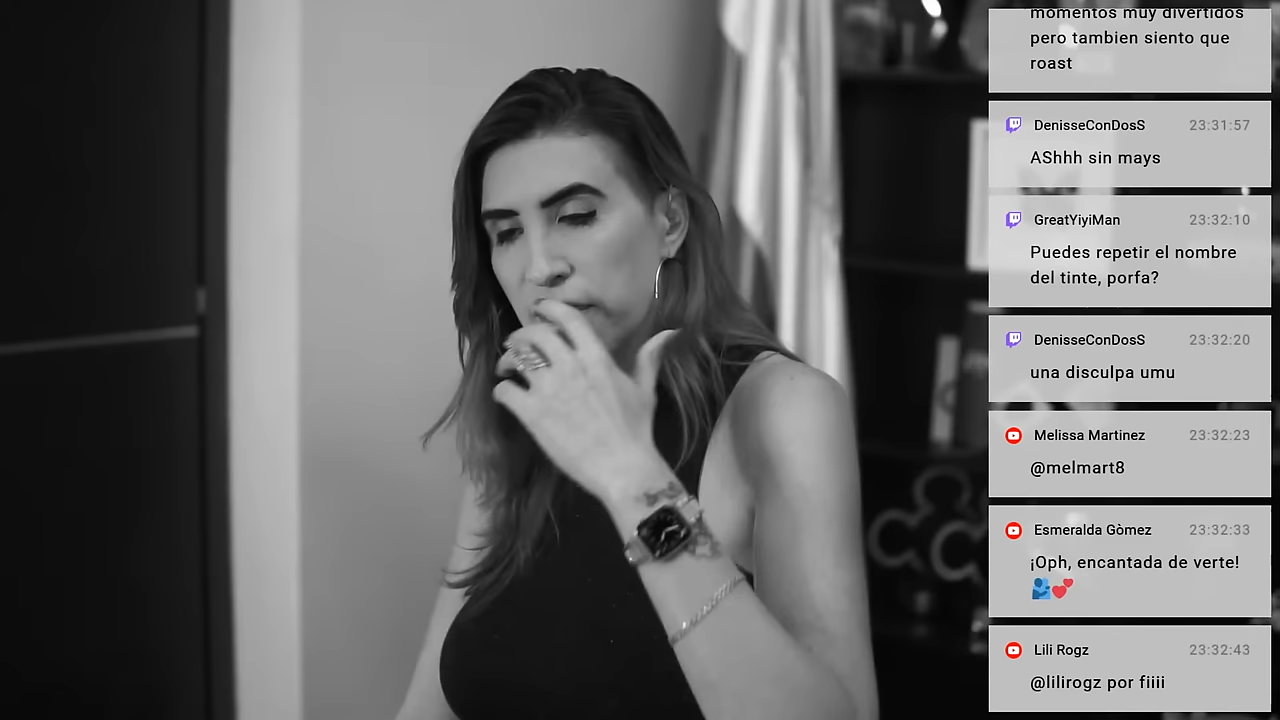 momentos muy divertidos
pero tambien siento que
roast
DenisseConDosS 23:31:57
AShhh sin mays
GreatYiyiMan 23:32:10
Puedes repetir el nombre
del tinte, porfa?
DenisseConDosS 23:32:20
una disculpa umu
Melissa Martinez 23:32:23
@melmart8
Esmeralda Gòmez 23:32:33
¡Oph, encantada de verte!
🫂💕
Lili Rogz 23:32:43
@lilirogz por fiiii